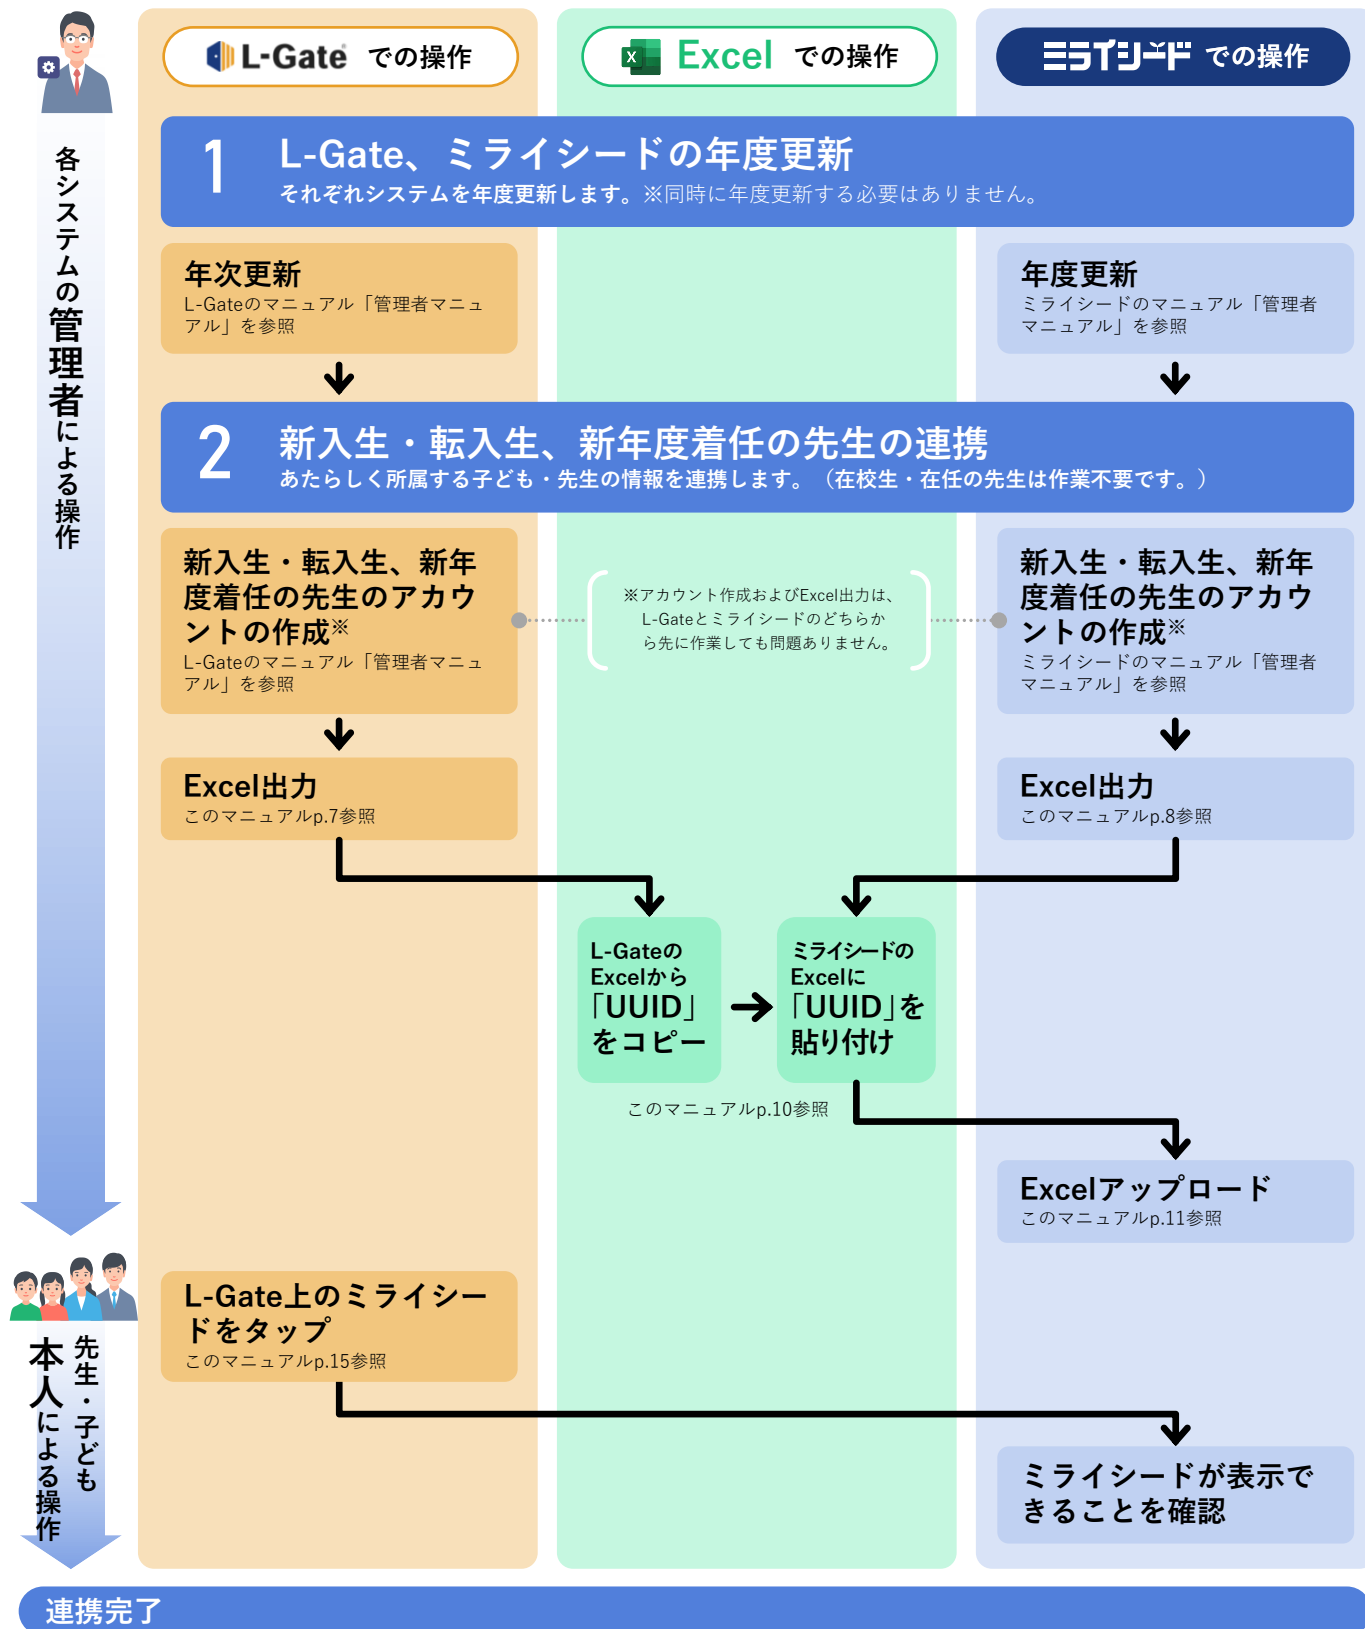 L-Gate での操作
Excel での操作
ミライシード での操作
各システムの管理者による操作
1
L-Gate、ミライシードの年度更新
それぞれシステムを年度更新します。※同時に年度更新する必要はありません。
年次更新
L-Gateのマニュアル「管理者マニュ
アル」を参照
年度更新
ミライシードのマニュアル「管理者
マニュアル」を参照
2
新入生・転入生、新年度着任の先生の連携
あたらしく所属する子ども・先生の情報を連携します。（在校生・在任の先生は作業不要です。）
新入生・転入生、新年
度着任の先生のアカウ
ントの作成※
L-Gateのマニュアル「管理者マニュ
アル」を参照
※アカウント作成およびExcel出力は、
L-Gateとミライシードのどちらか
ら先に作業しても問題ありません。
新入生・転入生、新年
度着任の先生のアカウ
ントの作成※
ミライシードのマニュアル「管理者
マニュアル」を参照
Excel出力
このマニュアルp.7参照
Excel出力
このマニュアルp.8参照
L-Gateの
Excelから
「UUID」
をコピー
ミライシードの
Excelに
「UUID」を
貼り付け
このマニュアルp.10参照
Excelアップロード
このマニュアルp.11参照
先生・子ども
本人による操作
L-Gate上のミライシー
ドをタップ
このマニュアルp.15参照
ミライシードが表示で
きることを確認
連携完了